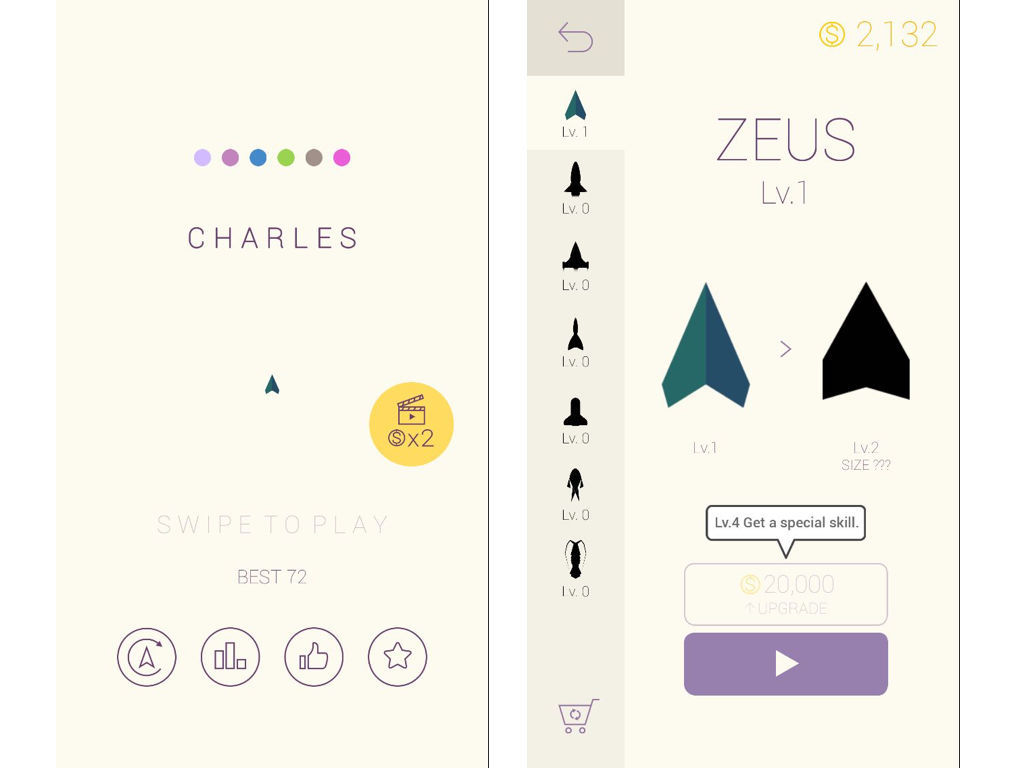 CHARLES
$x2
SWIPE TO PLAY
BEST 72
$ 2,132
Lv. 1
Lv. 0
Lv. 0
Lv. 0
Lv. 0
Lv. 0
Lv. 0
ZEUS
Lv.1
Lv.1
>
Lv.2
SIZE ???
Lv.4 Get a special skill.
$ 20,000
↑ UPGRADE